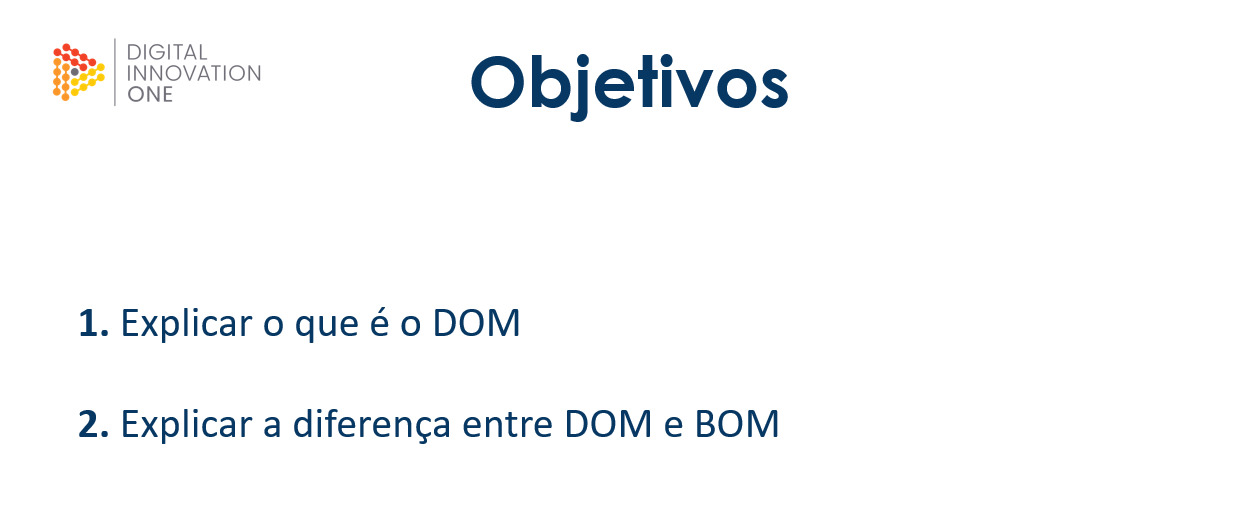 DIGITAL
INNOVATION
ONE
Objetivos
1. Explicar o que é o DOM
2. Explicar a diferença entre DOM e BOM